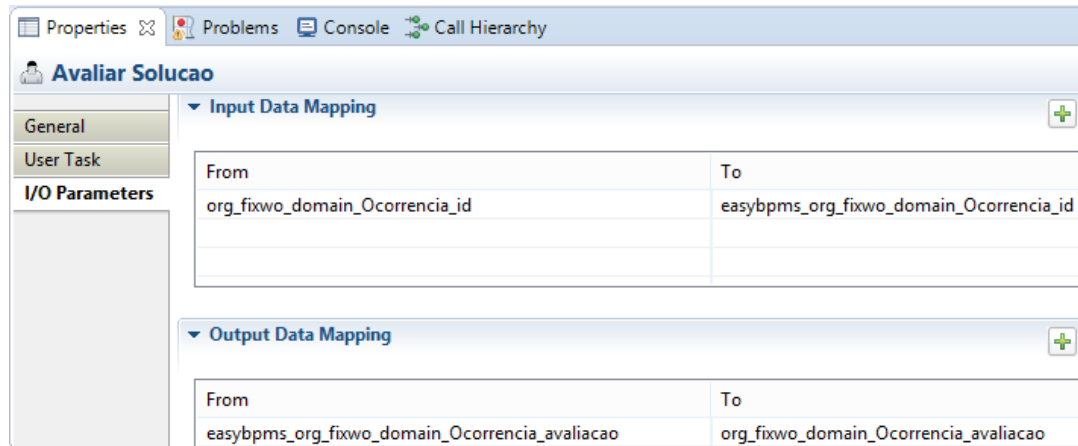 Properties Problems Console Call Hierarchy
Avaliar Solucao
General
User Task
I/O Parameters
Input Data Mapping
From To
org_fixwo_domain_Ocorrencia_id easybpms_org_fixwo_domain_Ocorrencia_id
Output Data Mapping
From To
easybpms_org_fixwo_domain_Ocorrencia_avaliacao org_fixwo_domain_Ocorrencia_avaliacao